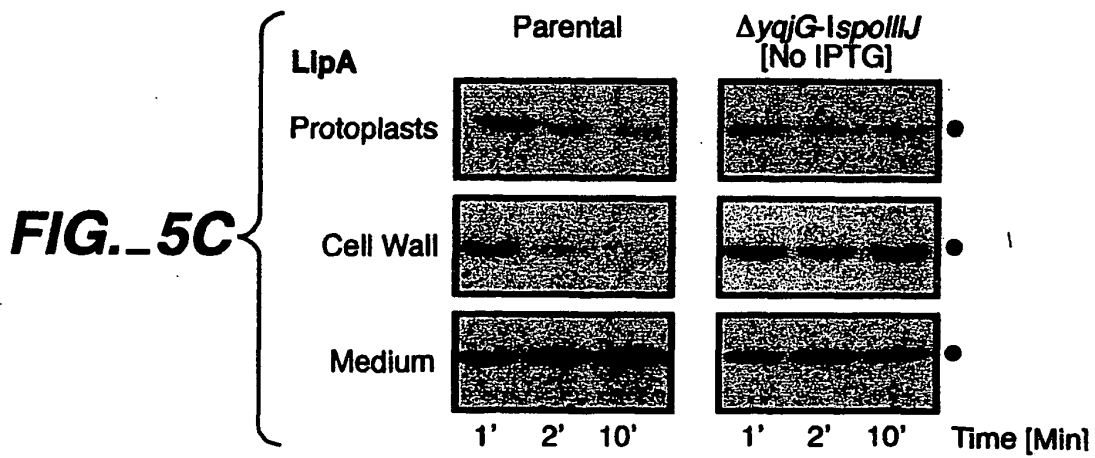 Parental
ΔyqjG-IspoIIIJ
[No IPTG]
LipA
Protoplasts
Cell Wall
Medium
FIG._5C
1' 2' 10' 1' 2' 10' Time [Min]